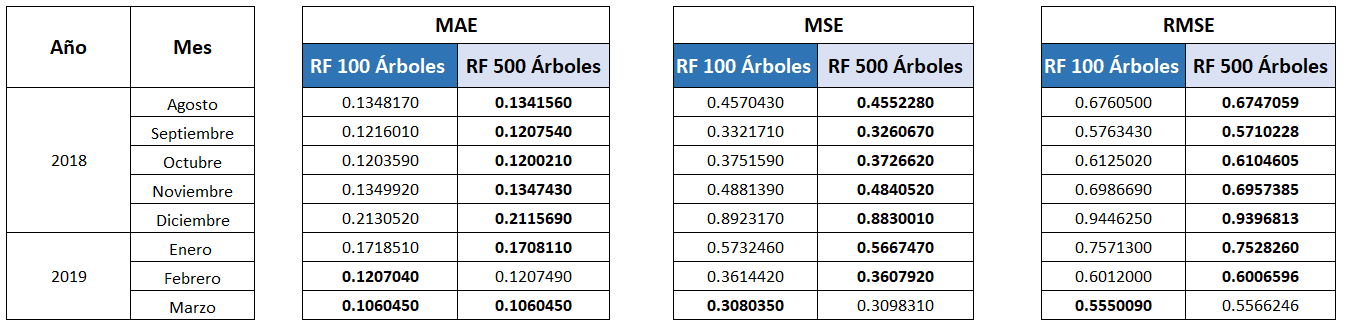 Año Mes MAE MSE RMSE
RF 100 Árboles RF 500 Árboles RF 100 Árboles RF 500 Árboles RF 100 Árboles RF 500 Árboles
2018 Agosto 0.1348170 0.1341560 0.4570430 0.4552280 0.6760500 0.6747059
Septiembre 0.1216010 0.1207540 0.3321710 0.3260670 0.5763430 0.5710228
Octubre 0.1203590 0.1200210 0.3751590 0.3726620 0.6125020 0.6104605
Noviembre 0.1349920 0.1347430 0.4881390 0.4840520 0.6986690 0.6957385
Diciembre 0.2130520 0.2115690 0.8923170 0.8830010 0.9446250 0.9396813
2019 Enero 0.1718510 0.1708110 0.5732460 0.5667470 0.7571300 0.7528260
Febrero 0.1207040 0.1207490 0.3614420 0.3607920 0.6012000 0.6006596
Marzo 0.1060450 0.1060450 0.3080350 0.3098310 0.5550090 0.5566246